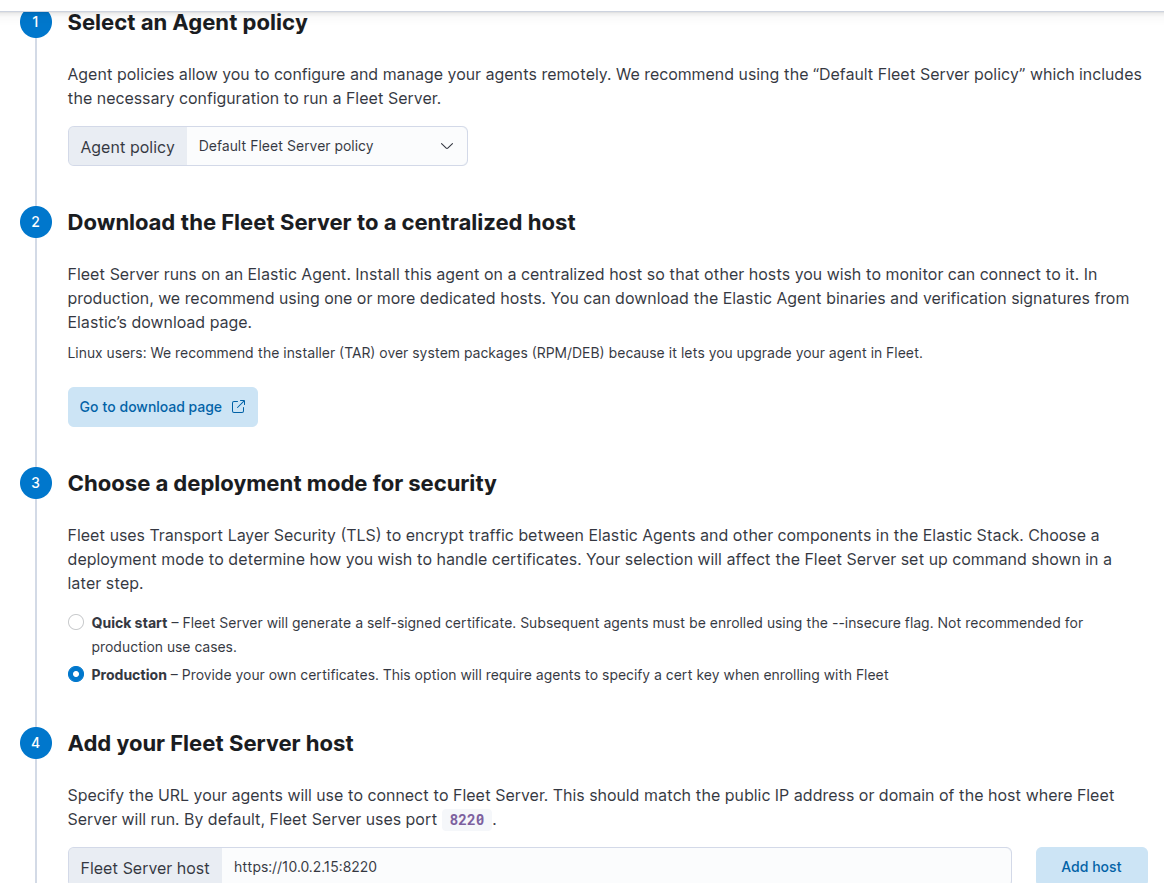 1 Select an Agent policy
Agent policies allow you to configure and manage your agents remotely. We recommend using the “Default Fleet Server policy” which includes
the necessary configuration to run a Fleet Server.
Agent policy Default Fleet Server policy
2 Download the Fleet Server to a centralized host
Fleet Server runs on an Elastic Agent. Install this agent on a centralized host so that other hosts you wish to monitor can connect to it. In
production, we recommend using one or more dedicated hosts. You can download the Elastic Agent binaries and verification signatures from
Elastic’s download page.
Linux users: We recommend the installer (TAR) over system packages (RPM/DEB) because it lets you upgrade your agent in Fleet.
Go to download page
3 Choose a deployment mode for security
Fleet uses Transport Layer Security (TLS) to encrypt traffic between Elastic Agents and other components in the Elastic Stack. Choose a
deployment mode to determine how you wish to handle certificates. Your selection will affect the Fleet Server set up command shown in a
later step.
Quick start – Fleet Server will generate a self-signed certificate. Subsequent agents must be enrolled using the --insecure flag. Not recommended for
production use cases.
Production – Provide your own certificates. This option will require agents to specify a cert key when enrolling with Fleet
4 Add your Fleet Server host
Specify the URL your agents will use to connect to Fleet Server. This should match the public IP address or domain of the host where Fleet
Server will run. By default, Fleet Server uses port 8220 .
Fleet Server host https://10.0.2.15:8220 Add host